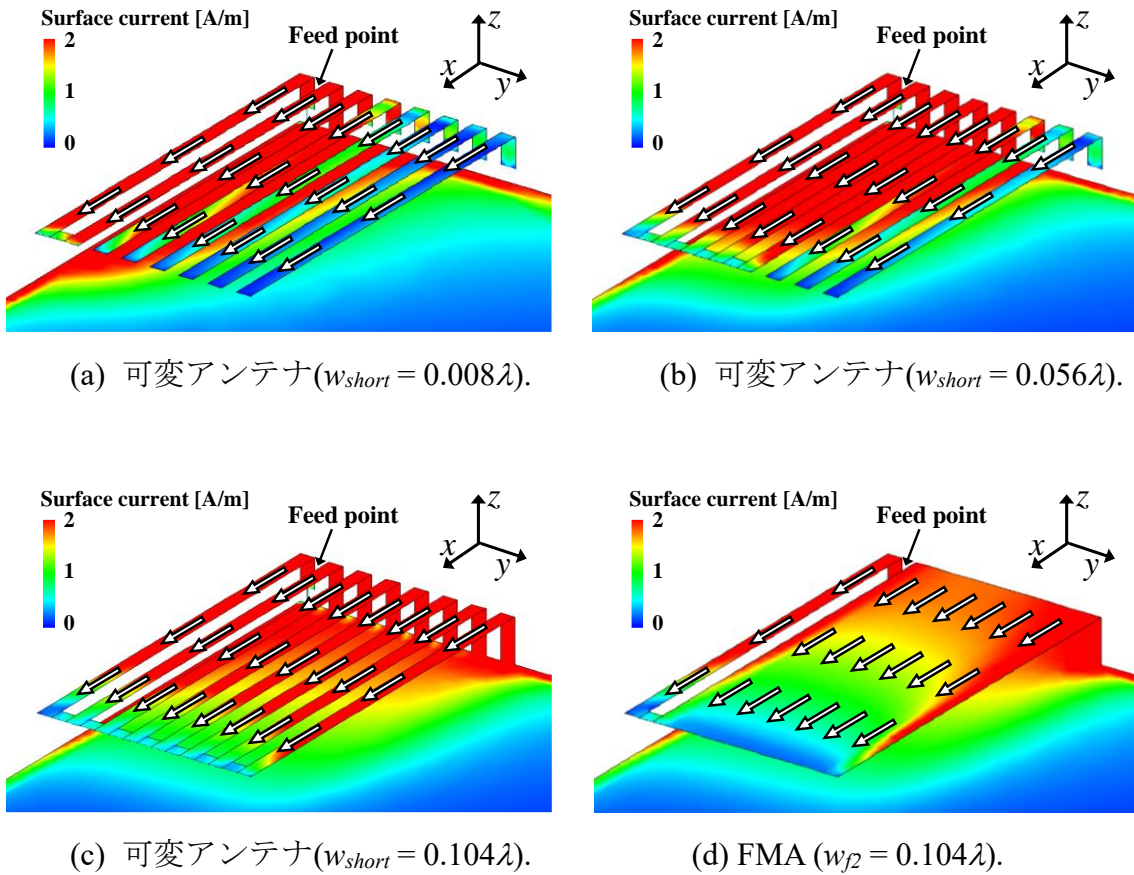 Surface current [A/m]
2
1
0
Feed point
z
x
y
Surface current [A/m]
2
1
0
Feed point
z
x
y
(a) 可変アンテナ(wshort = 0.008λ).
(b) 可変アンテナ(wshort = 0.056λ).
Surface current [A/m]
2
1
0
Feed point
z
x
y
Surface current [A/m]
2
1
0
Feed point
z
x
y
(c) 可変アンテナ(wshort = 0.104λ).
(d) FMA (wf2 = 0.104λ).